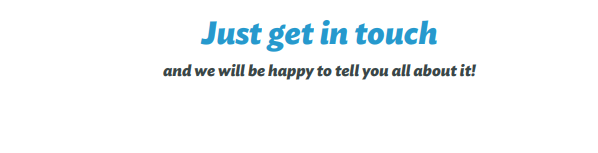 Just get in touch
and we will be happy to tell you all about it!